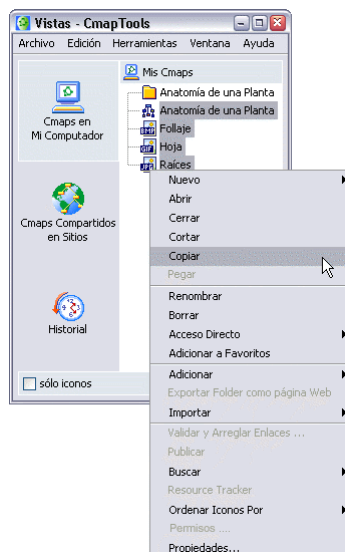 Vistas - CmapTools
Archivo Edición Herramientas Ventana Ayuda
Cmaps en
Mi Computador
Cmaps Compartidos
en Sitios
Historial
sólo iconos
Mis Cmaps
Anatomía de una Planta
Anatomía de una Planta
Follaje
Hoja
Raíces
Nuevo
Abrir
Cerrar
Cortar
Copiar
Pegar
Renombrar
Borrar
Acceso Directo
Adicionar a Favoritos
Adicionar
Exportar Folder como página Web
Importar
Validar y Arreglar Enlaces ...
Publicar
Buscar
Resource Tracker
Ordenar Iconos Por
Permisos ....
Propiedades...